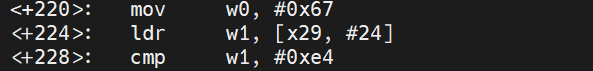 <+220>: mov w0, #0x67
<+224>: ldr w1, [x29, #24]
<+228>: cmp w1, #0xe4